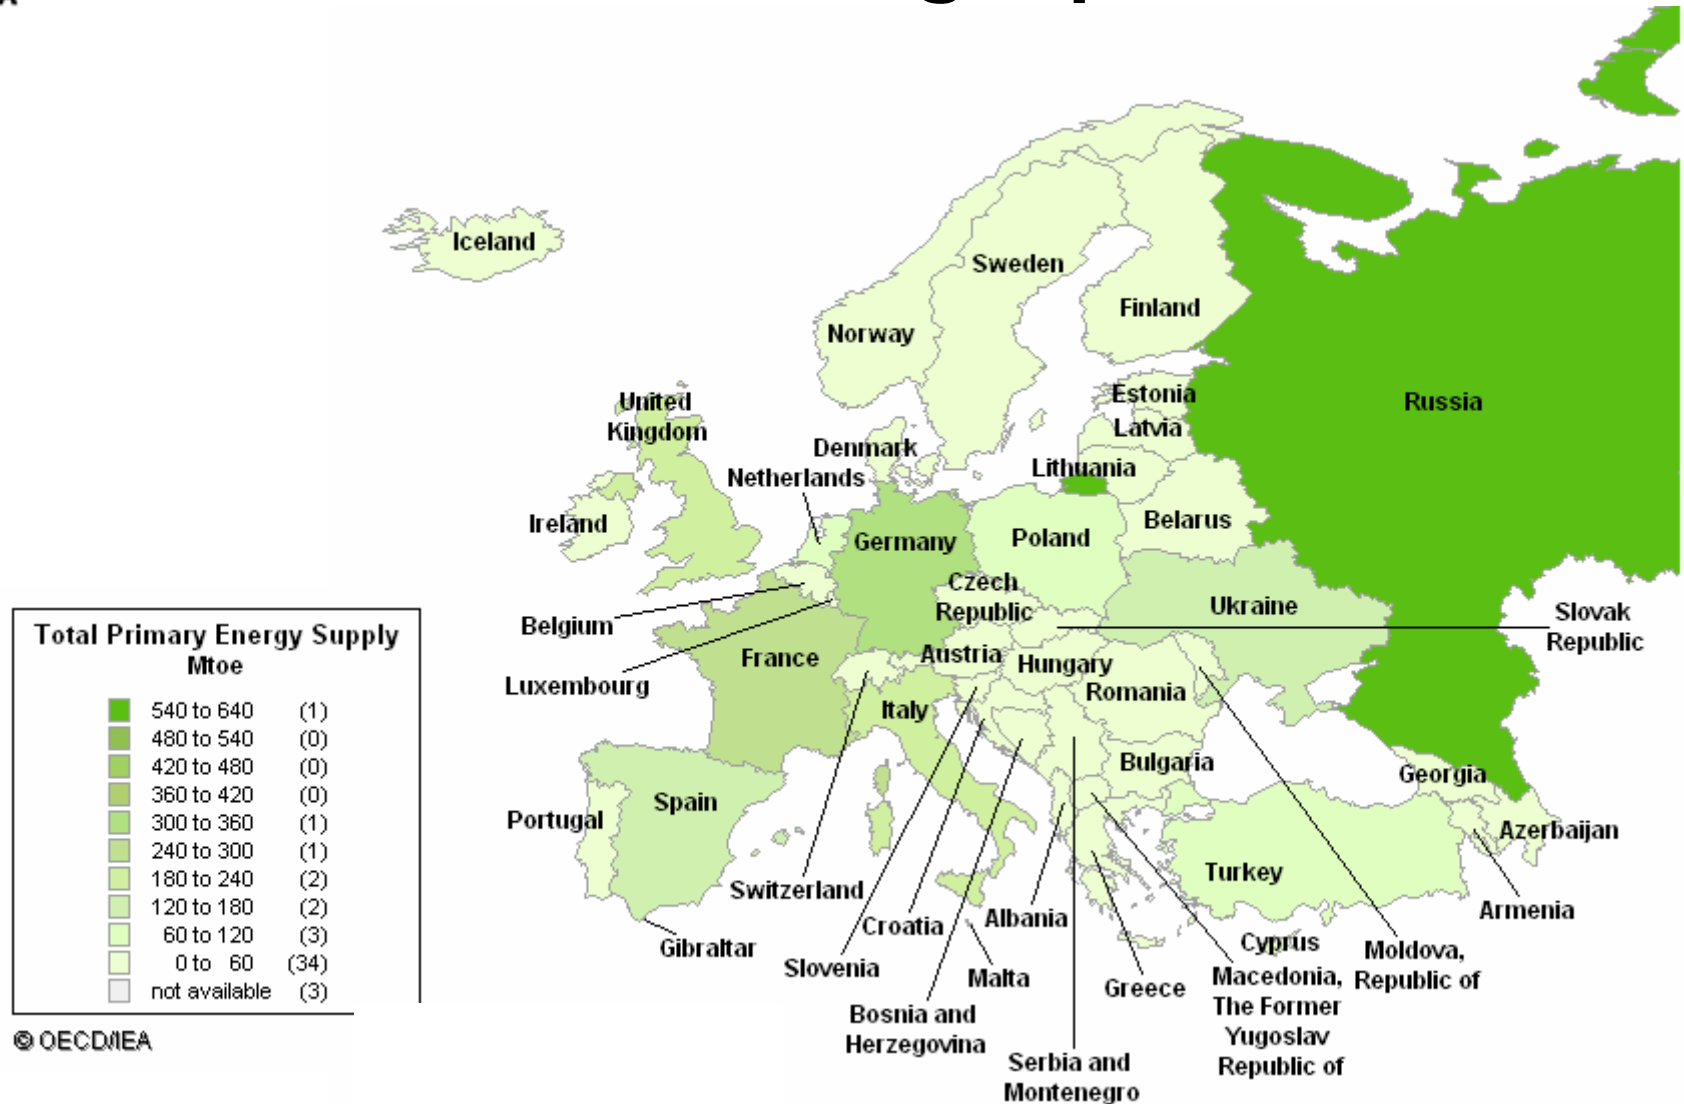 Iceland
Sweden
Finland
Norway
Russia
United
Kingdom
Estonia
Latvia
Denmark
Lithuania
Netherlands
Ireland
Belarus
Germany
Poland
Czech
Republic
Ukraine
Slovak
Republic
Belgium
France
Austria
Hungary
Luxembourg
Romania
Italy
Bulgaria
Georgia
Spain
Portugal
Azerbaijan
Turkey
Switzerland
Armenia
Croatia
Albania
Gibraltar
Cyprus
Moldova,
Republic of
Slovenia
Malta
Greece
Macedonia,
The Former
Yugoslav
Republic of
Bosnia and
Herzegovina
Serbia and
Montenegro
Total Primary Energy Supply
Mtoe
540 to 640 (1)
480 to 540 (0)
420 to 480 (0)
360 to 420 (0)
300 to 360 (1)
240 to 300 (1)
180 to 240 (2)
120 to 180 (2)
60 to 120 (3)
0 to 60 (34)
not available (3)
© OECD/IEA